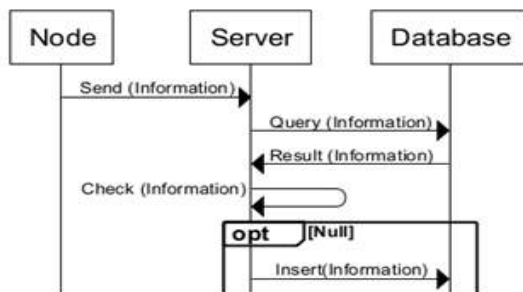 Node Server Database
Send (Information)
Query (Information)
Result (Information)
Check (Information)
opt [Null]
Insert(Information)